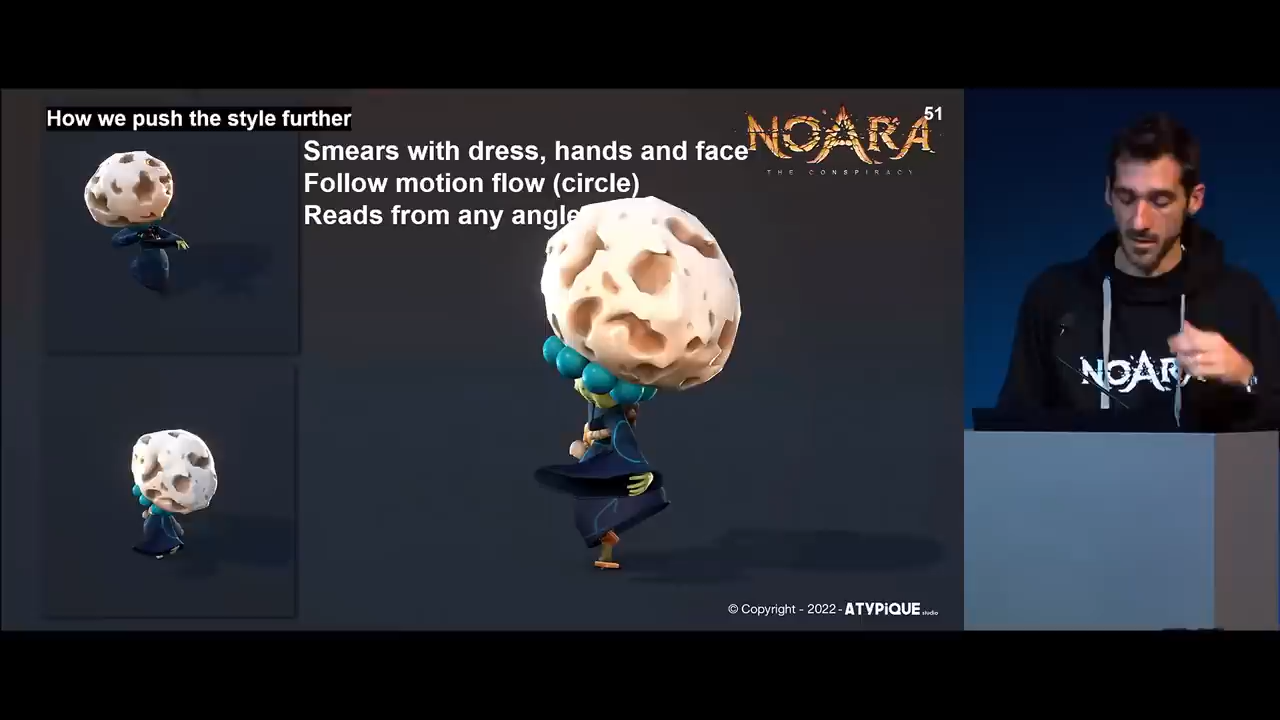 How we push the style further
51
NOARA
THE CONSPIRACY
Smears with dress, hands and face
Follow motion flow (circle)
Reads from any angle
© Copyright - 2022 - ATYPiQUE studio
NOARA